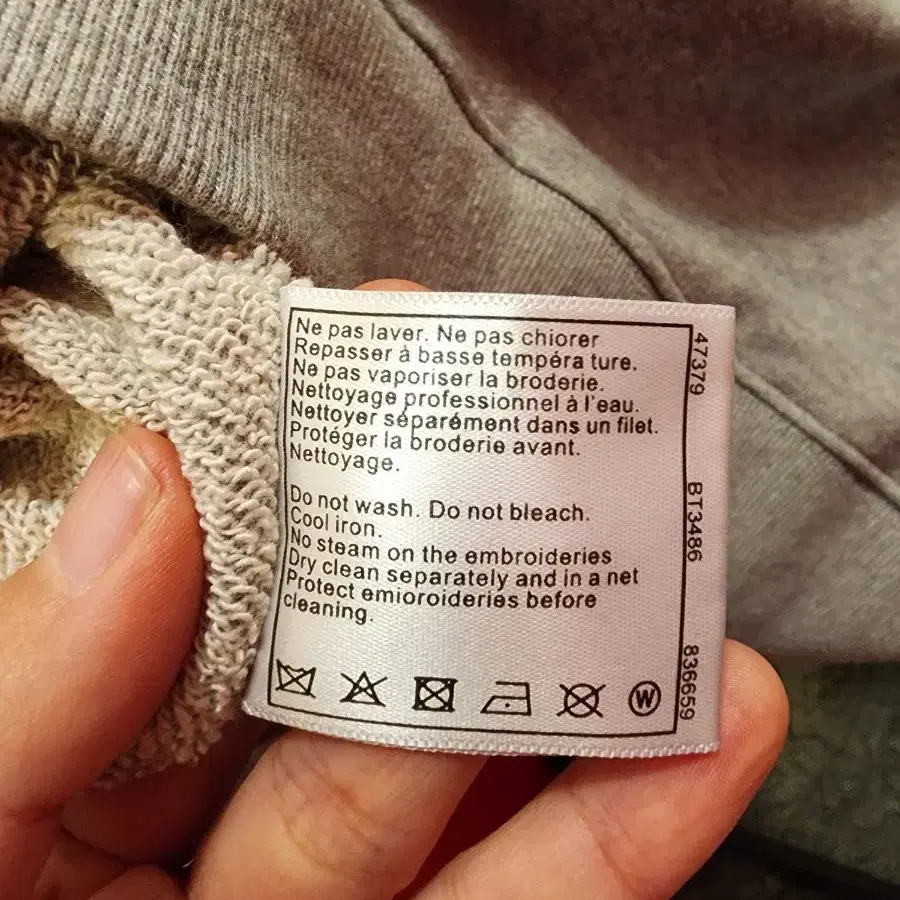 Ne pas laver. Ne pas chiorer
Repasser à basse tempéra ture.
Ne pas vaporiser la broderie.
Nettoyage professionnel à l'eau.
Nettoyer séparément dans un filet.
Protéger la broderie avant.
Nettoyage.
Do not wash. Do not bleach.
Cool iron.
No steam on the embroideries
Dry clean separately and in a net
Protect emioroideries before
cleaning.
W
47379
BT3486
836659